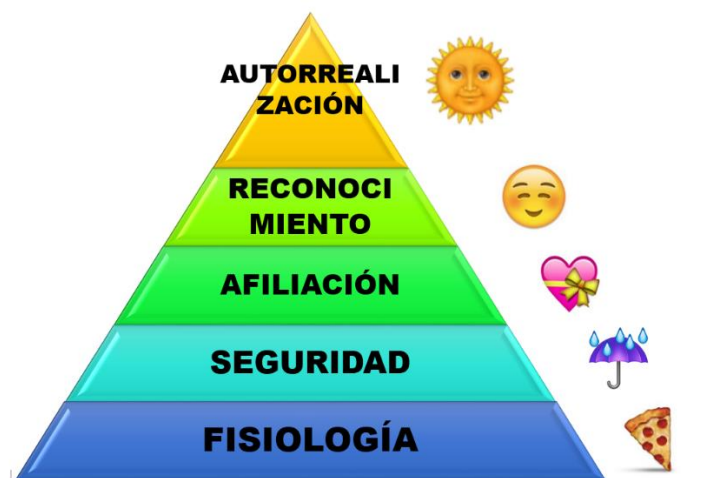 AUTORREALI
ZACIÓN
RECONOCI
MIENTO
AFILIACIÓN
SEGURIDAD
FISIOLOGÍA